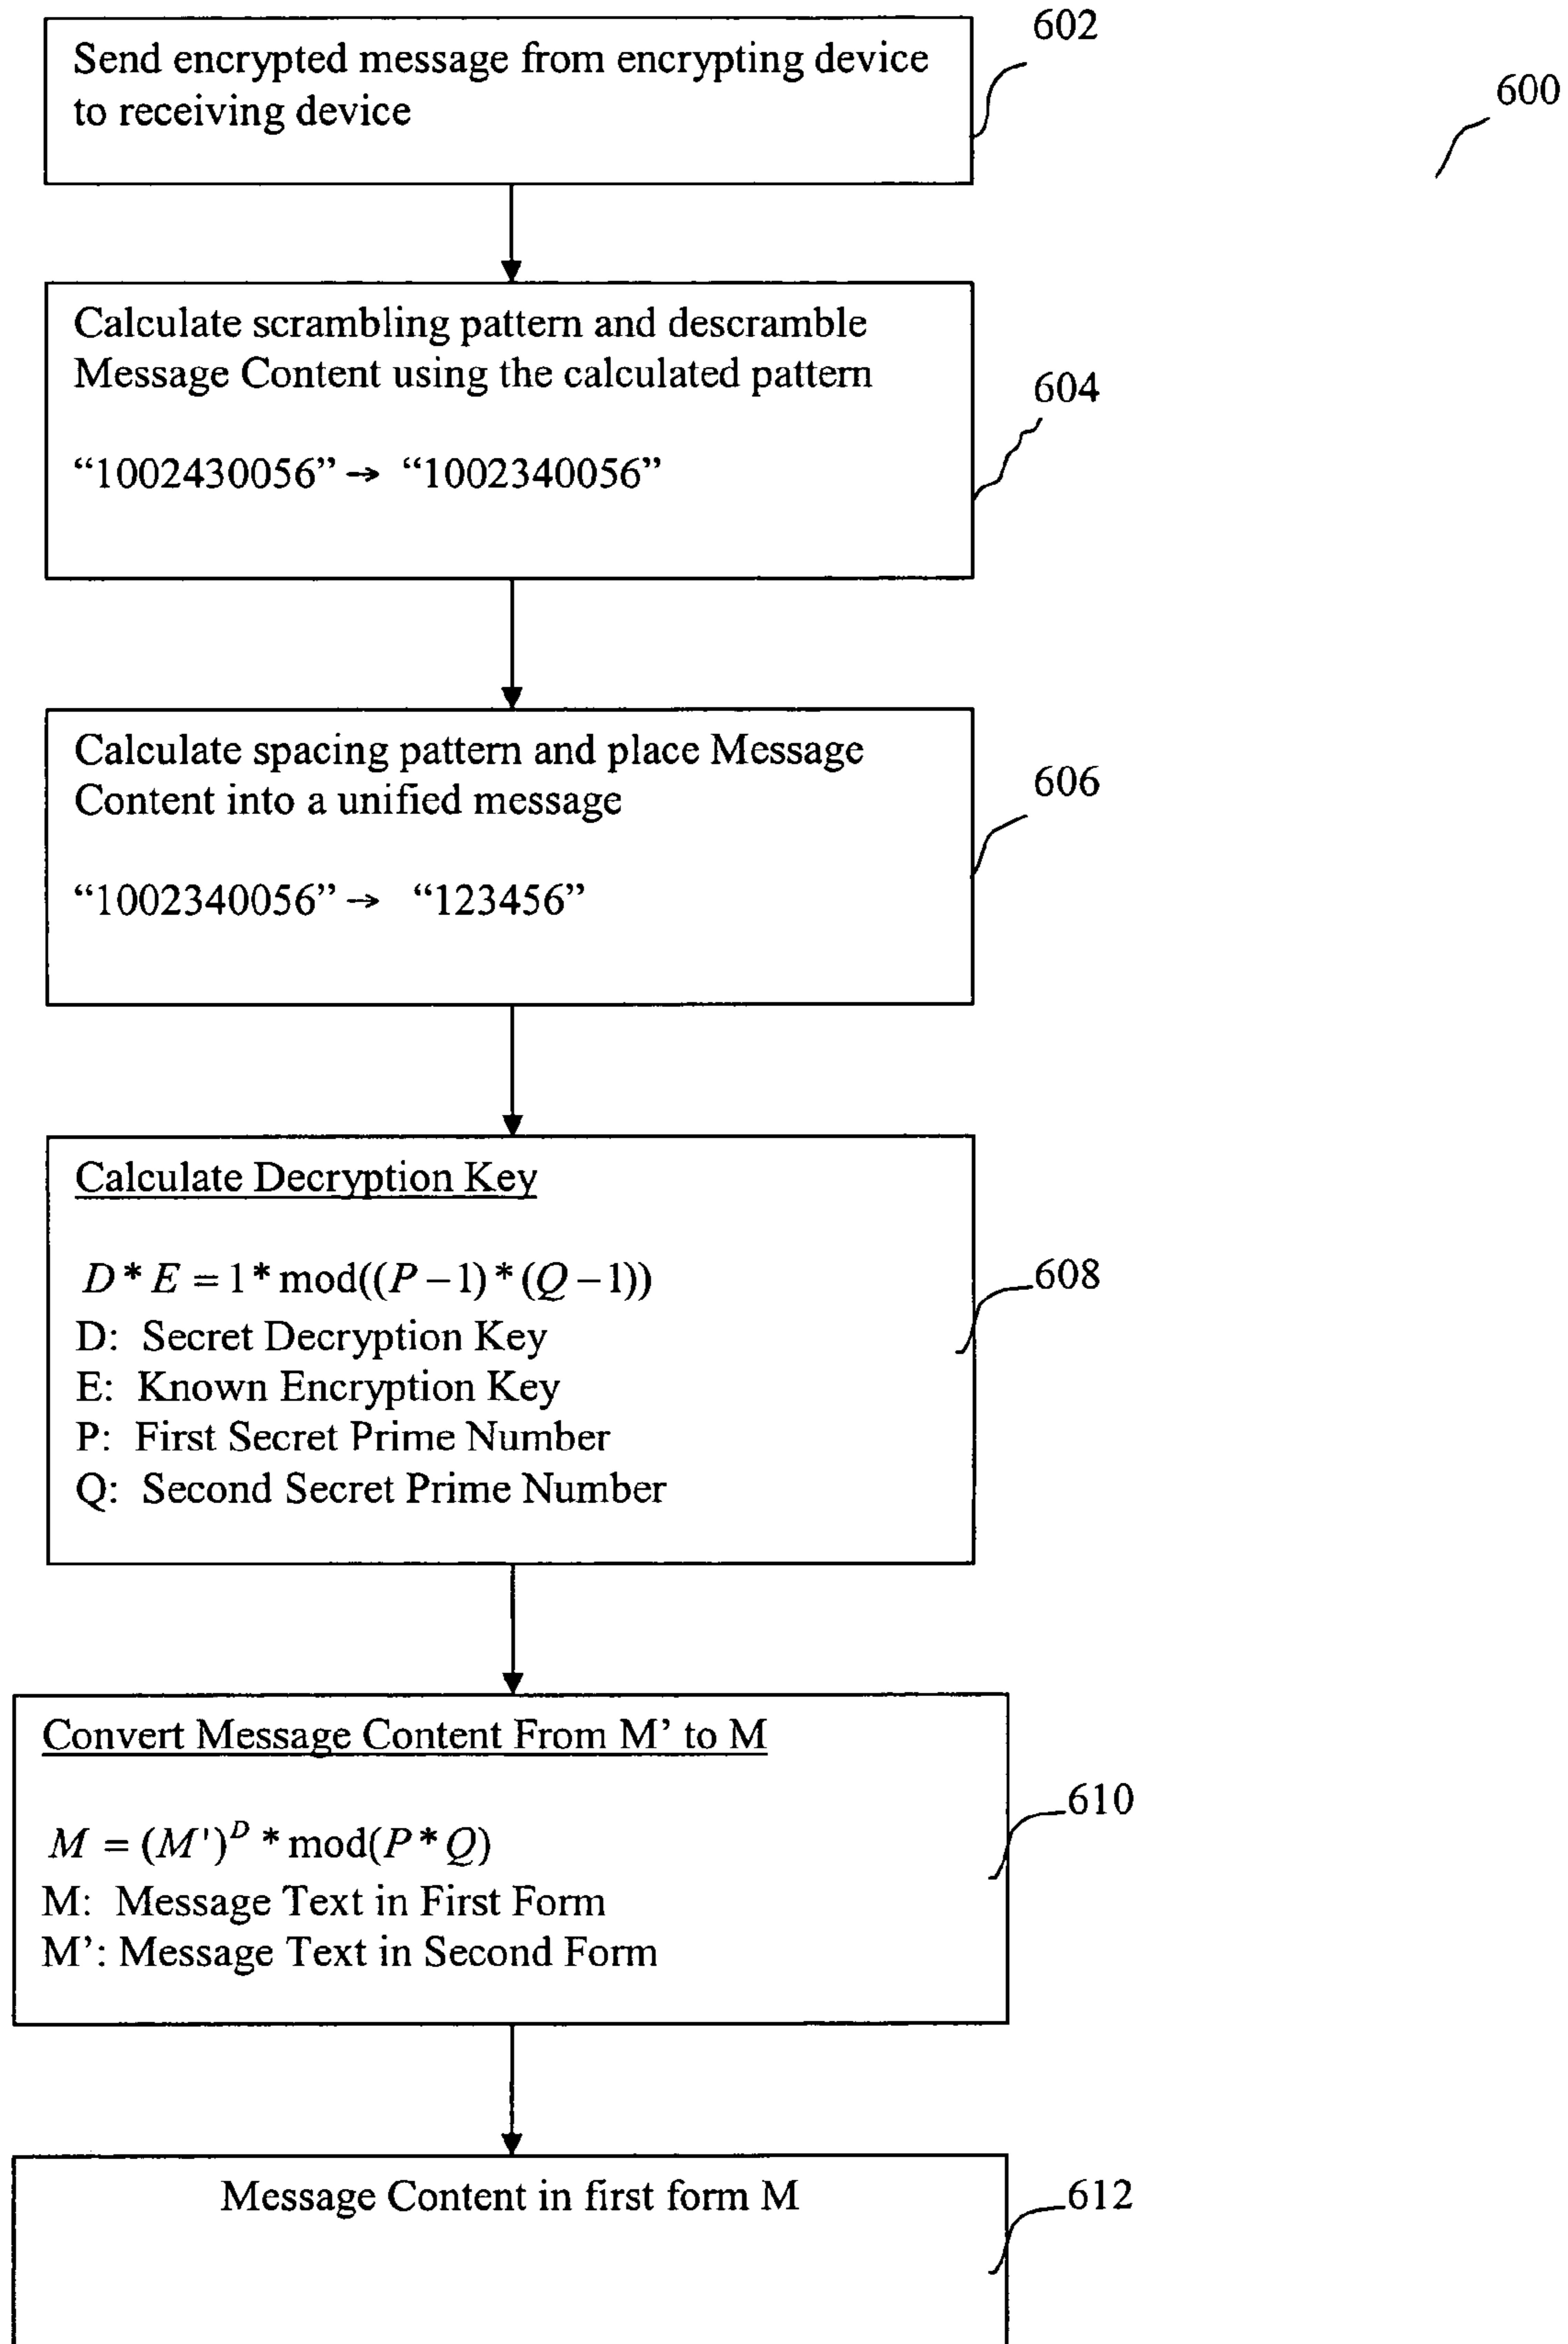 602
600
Send encrypted message from encrypting device
to receiving device
Calculate scrambling pattern and descramble
Message Content using the calculated pattern
604
“1002430056” → “1002340056”
Calculate spacing pattern and place Message
Content into a unified message
606
“1002340056” → “123456”
Calculate Decryption Key
D * E = 1 * mod((P − 1) * (Q − 1))
608
D: Secret Decryption Key
E: Known Encryption Key
P: First Secret Prime Number
Q: Second Secret Prime Number
Convert Message Content From M’ to M
610
M = (M')^D * mod(P * Q)
M: Message Text in First Form
M’: Message Text in Second Form
Message Content in first form M
612